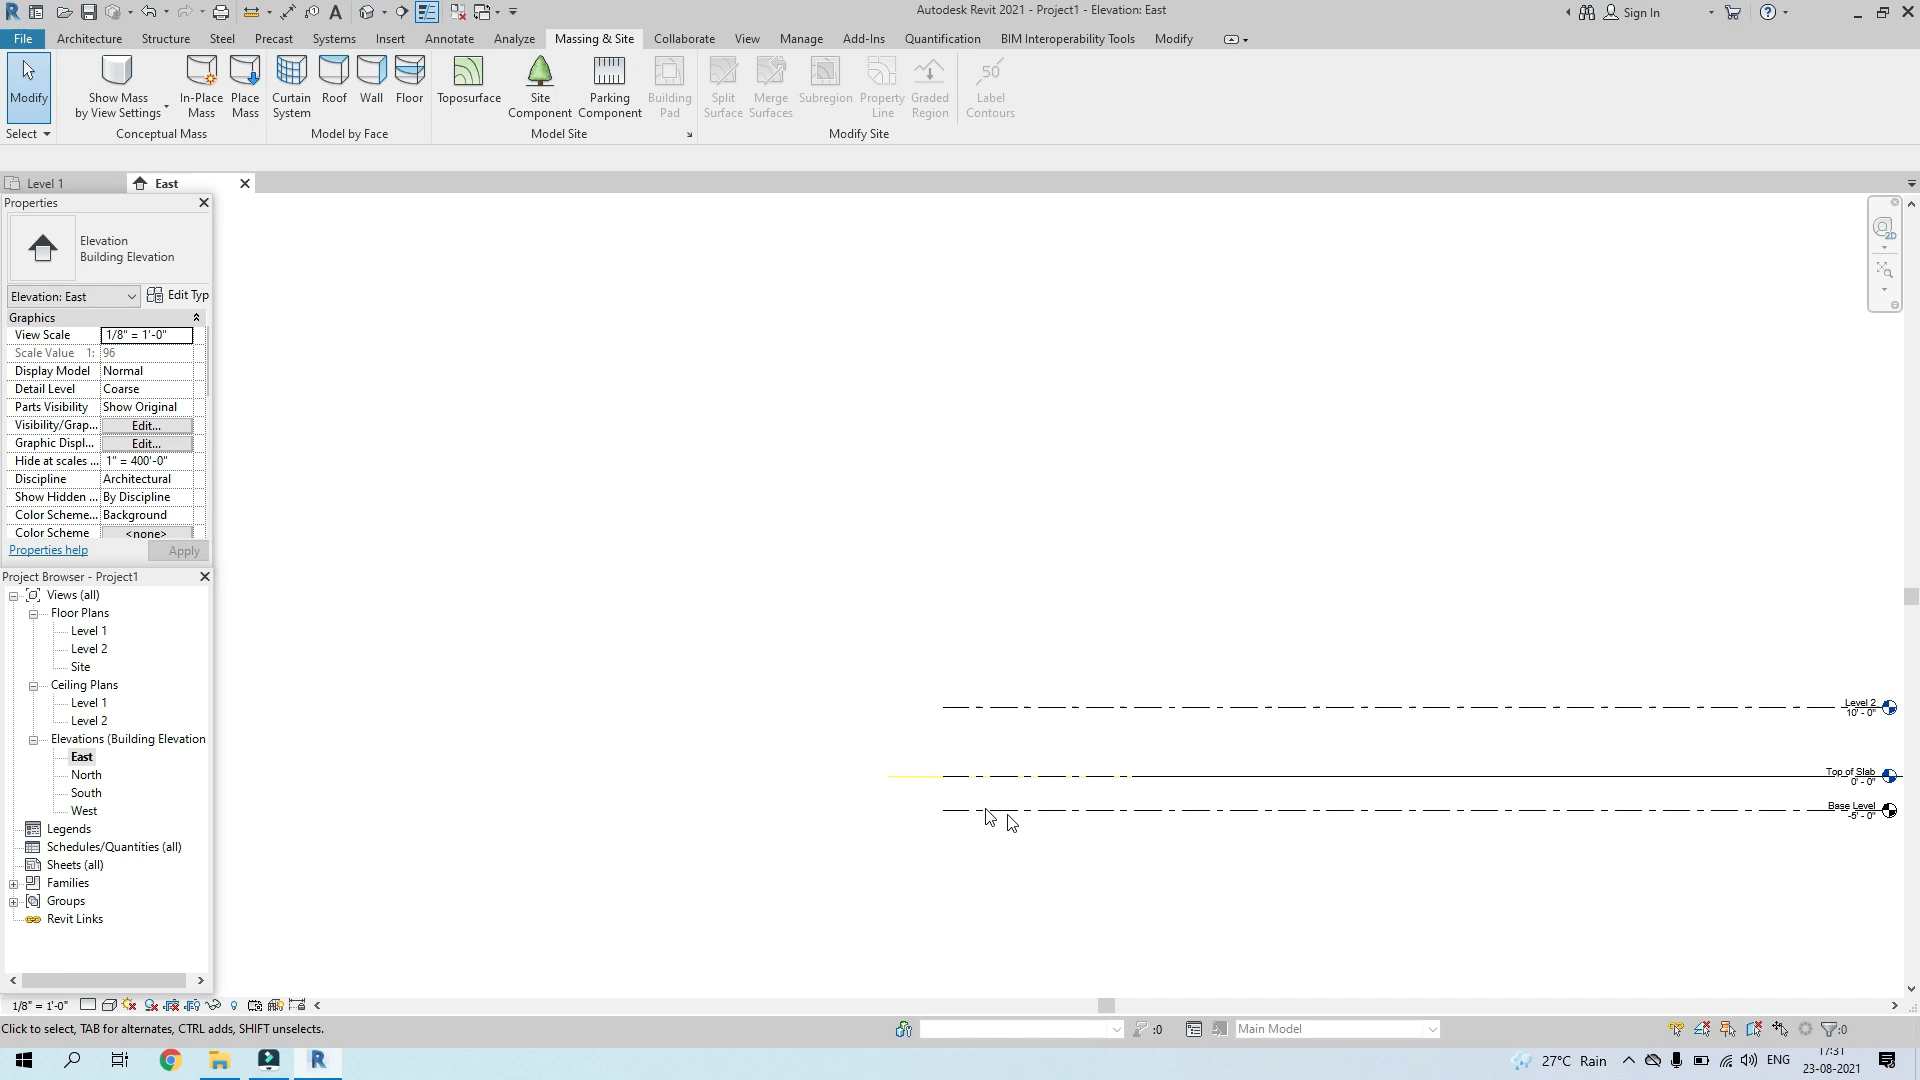 Autodesk Revit 2021 - Project1 - Elevation: East
Sign In
File Architecture Structure Steel Precast Systems Insert Annotate Analyze Massing & Site Collaborate View Manage Add-Ins Quantification BIM Interoperability Tools Modify
Modify
Show Mass by View Settings
In-Place Mass
Place Mass
Curtain System
Roof
Wall
Floor
Toposurface
Site Component
Parking Component
Building Pad
Split Surface
Merge Surfaces
Subregion
Property Line
Graded Region
50
Label Contours
Select
Conceptual Mass
Model by Face
Model Site
Modify Site
Level 1
East
Properties
Elevation
Building Elevation
Elevation: East
Edit Typ
Graphics
View Scale 1/8" = 1'-0"
Scale Value 1: 96
Display Model Normal
Detail Level Coarse
Parts Visibility Show Original
Visibility/Grap... Edit...
Graphic Displ... Edit...
Hide at scales ... 1" = 400'-0"
Discipline Architectural
Show Hidden ... By Discipline
Color Scheme... Background
Color Scheme <none>
Properties help
Apply
Project Browser - Project1
Views (all)
Floor Plans
Level 1
Level 2
Site
Ceiling Plans
Level 1
Level 2
Elevations (Building Elevation
East
North
South
West
Legends
Schedules/Quantities (all)
Sheets (all)
Families
Groups
Revit Links
2D
Level 2
10' - 0"
Top of Slab
0' - 0"
Base Level
-5' - 0"
1/8" = 1'-0"
Click to select, TAB for alternates, CTRL adds, SHIFT unselects.
:0
Main Model
:0
27°C Rain
ENG
17:31
23-08-2021